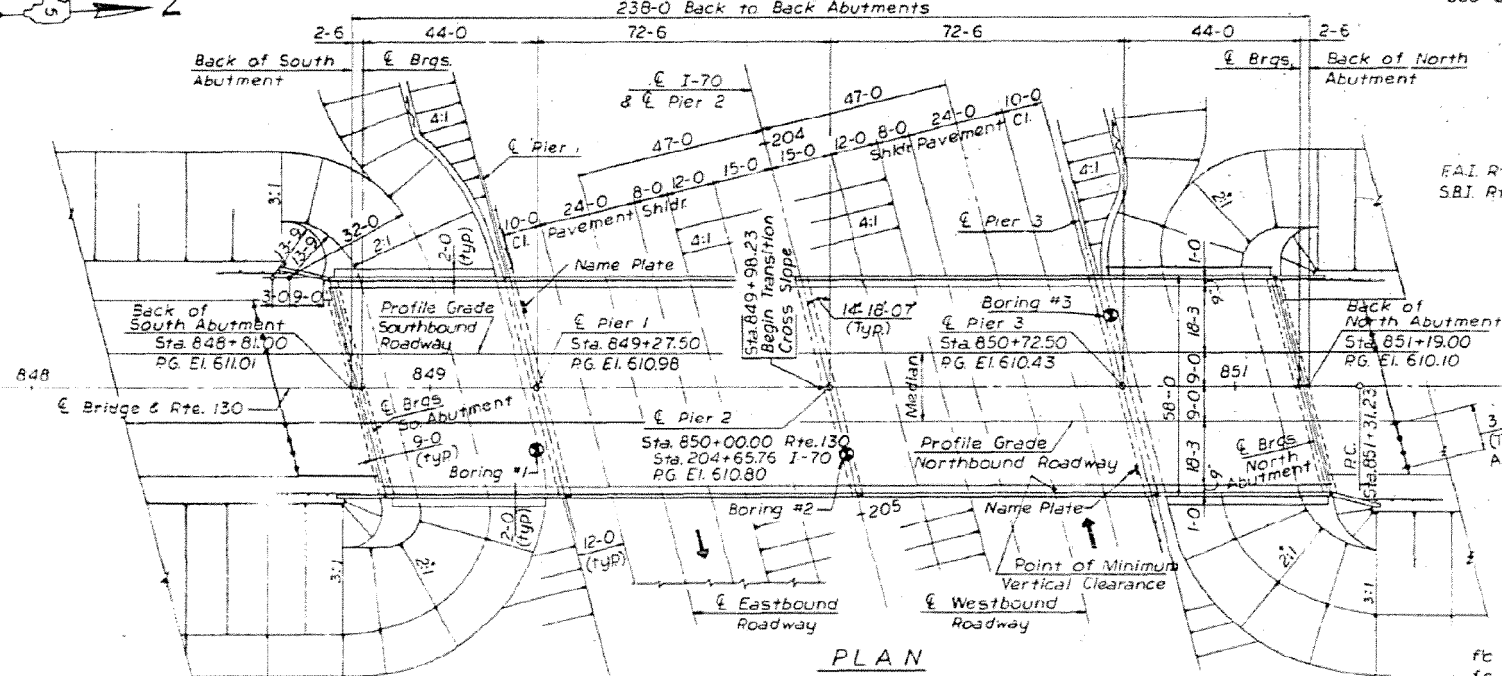 5
Z
238-0 Back to Back Abutments
2-6
44-0
72-6
72-6
44-0
2-6
Back of South
Abutment
℄ Brgs.
℄ I-70
& ℄ Pier 2
℄ Brgs.
Back of North
Abutment
47-0
47-0
204
10-0
Cl.
24-0
Pavement
8-0
Shldr.
12-0
15-0
15-0
12-0
8-0
Shldr.
24-0
Pavement
10-0
Cl.
4:1
℄ Pier 1
4:1
4:1
4:1
℄ Pier 3
2:1
3:1
13-9
13-9
32-0
2:1
2-0
(typ)
Name Plate
3-0
9-0
F.A.I. R
S.B.I. R
Back of
South Abutment
Sta. 848+81.00
P.G. El. 611.01
Profile Grade
Southbound
Roadway
℄ Pier 1
Sta. 849+27.50
P.G. El. 610.98
Sta. 849+98.23
Begin Transition
Cross Slope
14°-18'-07"
(Typ.)
Boring #3
℄ Pier 3
Sta. 850+72.50
P.G. El. 610.43
1-0
9"
18-3
9-0
9-0
18-3
9"
1-0
58-0
Back of
North Abutment
Sta. 851+19.00
P.G. El. 610.10
848
849
851
℄ Bridge & Rte. 130
℄ Brgs
So. Abutment
9-0
(typ)
Boring #1
℄ Pier 2
Sta. 850+00.00 Rte. 130
Sta. 204+65.76 I-70
P.G. El. 610.80
Median
Profile Grade
Northbound Roadway
℄ Brgs
North
Abutment
P.C.
Sta. 851+31.23
3
Boring #2
205
Name Plate
2-0
(typ)
12-0
(typ)
3:1
2:1
2:1
3:1
Point of Minimum
Vertical Clearance
℄ Eastbound
Roadway
℄ Westbound
Roadway
PLAN